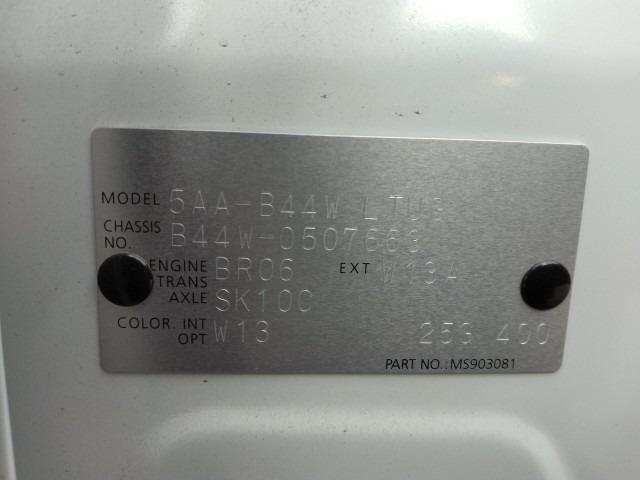 MODEL 5AA-B44W LTU3
CHASSIS NO. B44W-0507663
ENGINE BR06 EXT W13A
TRANS AXLE SK10C
COLOR. INT W13 253 400
OPT
PART NO.: MS903081